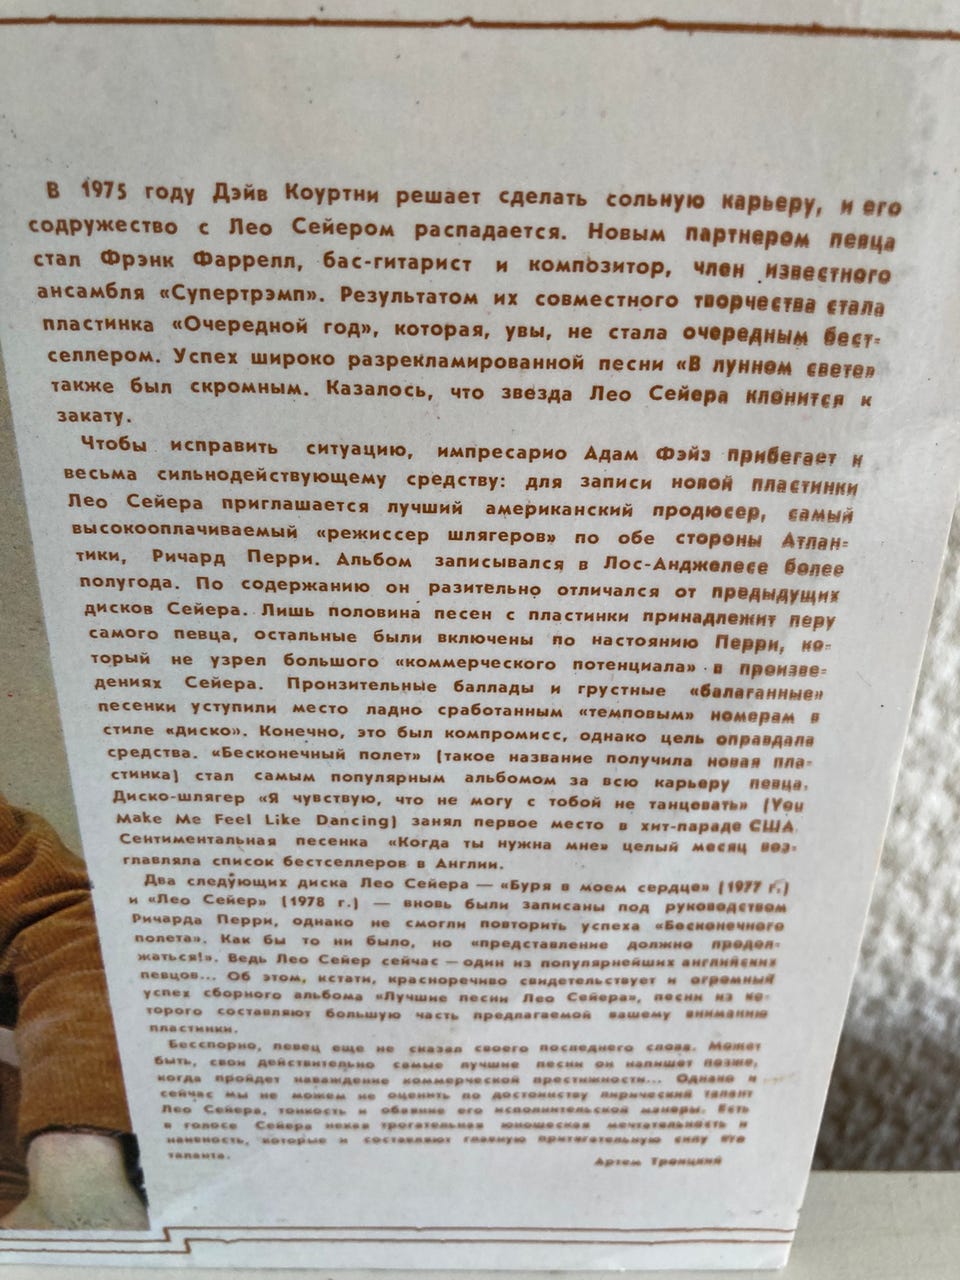 В 1975 году Дэйв Коуртни решает сделать сольную карьеру, и его
содружество с Лео Сейером распадается. Новым партнером певца
стал Фрэнк Фаррелл, бас-гитарист и композитор, член известного
ансамбля «Супертрэмп». Результатом их совместного творчества стала
пластинка «Очередной год», которая, увы, не стала очередным бест-
селлером. Успех широко разрекламированной песни «В лунном свете»
также был скромным. Казалось, что звезда Лео Сейера клонится к
закату.
Чтобы исправить ситуацию, импресарио Адам Фэйз прибегает к
весьма сильнодействующему средству: для записи новой пластинки
Лео Сейера приглашается лучший американский продюсер, самый
высокооплачиваемый «режиссер шлягеров» по обе стороны Атлан-
тики, Ричард Перри. Альбом записывался в Лос-Анджелесе более
полугода. По содержанию он разительно отличался от предыдущих
дисков Сейера. Лишь половина песен с пластинки принадлежит перу
самого певца, остальные были включены по настоянию Перри, ко-
торый не узрел большого «коммерческого потенциала» в произве-
дениях Сейера. Пронзительные баллады и грустные «балаганные»
песенки уступили место ладно сработанным «темповым» номерам в
стиле «диско». Конечно, это был компромисс, однако цель оправдала
средства. «Бесконечный полет» (такое название получила новая пла-
стинка) стал самым популярным альбомом за всю карьеру певца.
Диско-шлягер «Я чувствую, что не могу с тобой не танцевать» (You
Make Me Feel Like Dancing) занял первое место в хит-параде США.
Сентиментальная песенка «Когда ты нужна мне» целый месяц воз-
главляла список бестселлеров в Англии.
Два следующих диска Лео Сейера — «Буря в моем сердце» (1977 г.)
и «Лео Сейер» (1978 г.) — вновь были записаны под руководством
Ричарда Перри, однако не смогли повторить успеха «Бесконечного
полета». Как бы то ни было, но «представление должно продол-
жаться!». Ведь Лео Сейер сейчас — один из популярнейших английских
певцов... Об этом, кстати, красноречиво свидетельствует и огромный
успех сборного альбома «Лучшие песни Лео Сейера», песни из ко-
торого составляют большую часть предлагаемой вашему вниманию
пластинки.
Бесспорно, певец еще не сказал своего последнего слова. Может
быть, свои действительно самые лучшие песни он напишет позже,
когда пройдет наваждение коммерческой престижности... Однако и
сейчас мы не можем не оценить по достоинству лирический талант
Лео Сейера, тонкость и обаяние его исполнительской манеры. Есть
в голосе Сейера некая трогательная юношеская мечтательность и
наивность, которые и составляют главную притягательную силу его
таланта.
Артем Троицкий